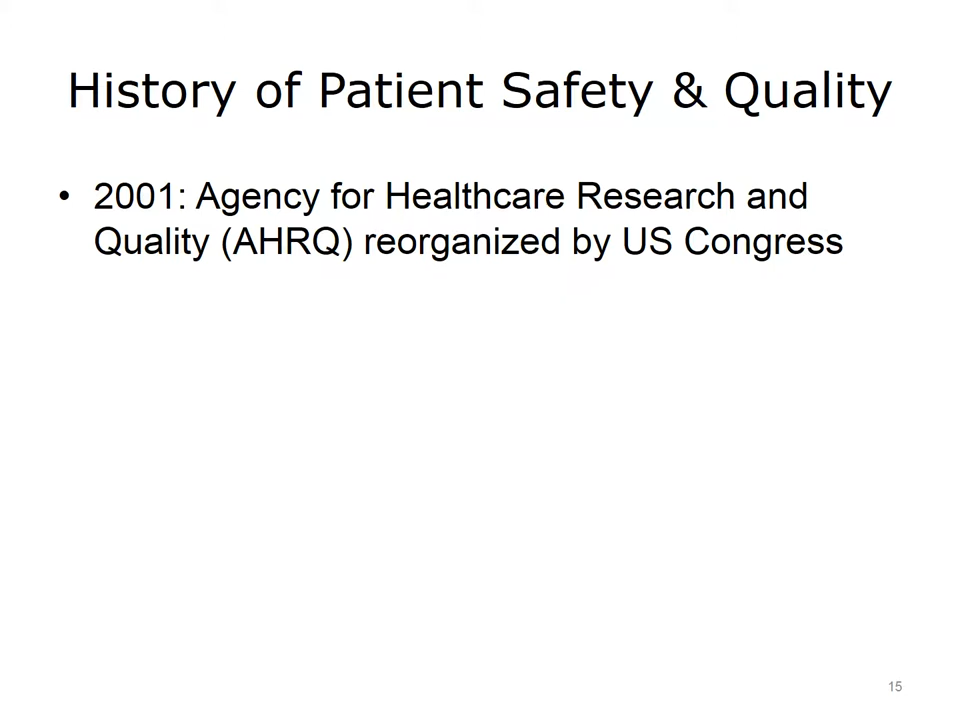 History of Patient Safety & Quality
• 2001: Agency for Healthcare Research and
Quality (AHRQ) reorganized by US Congress
15